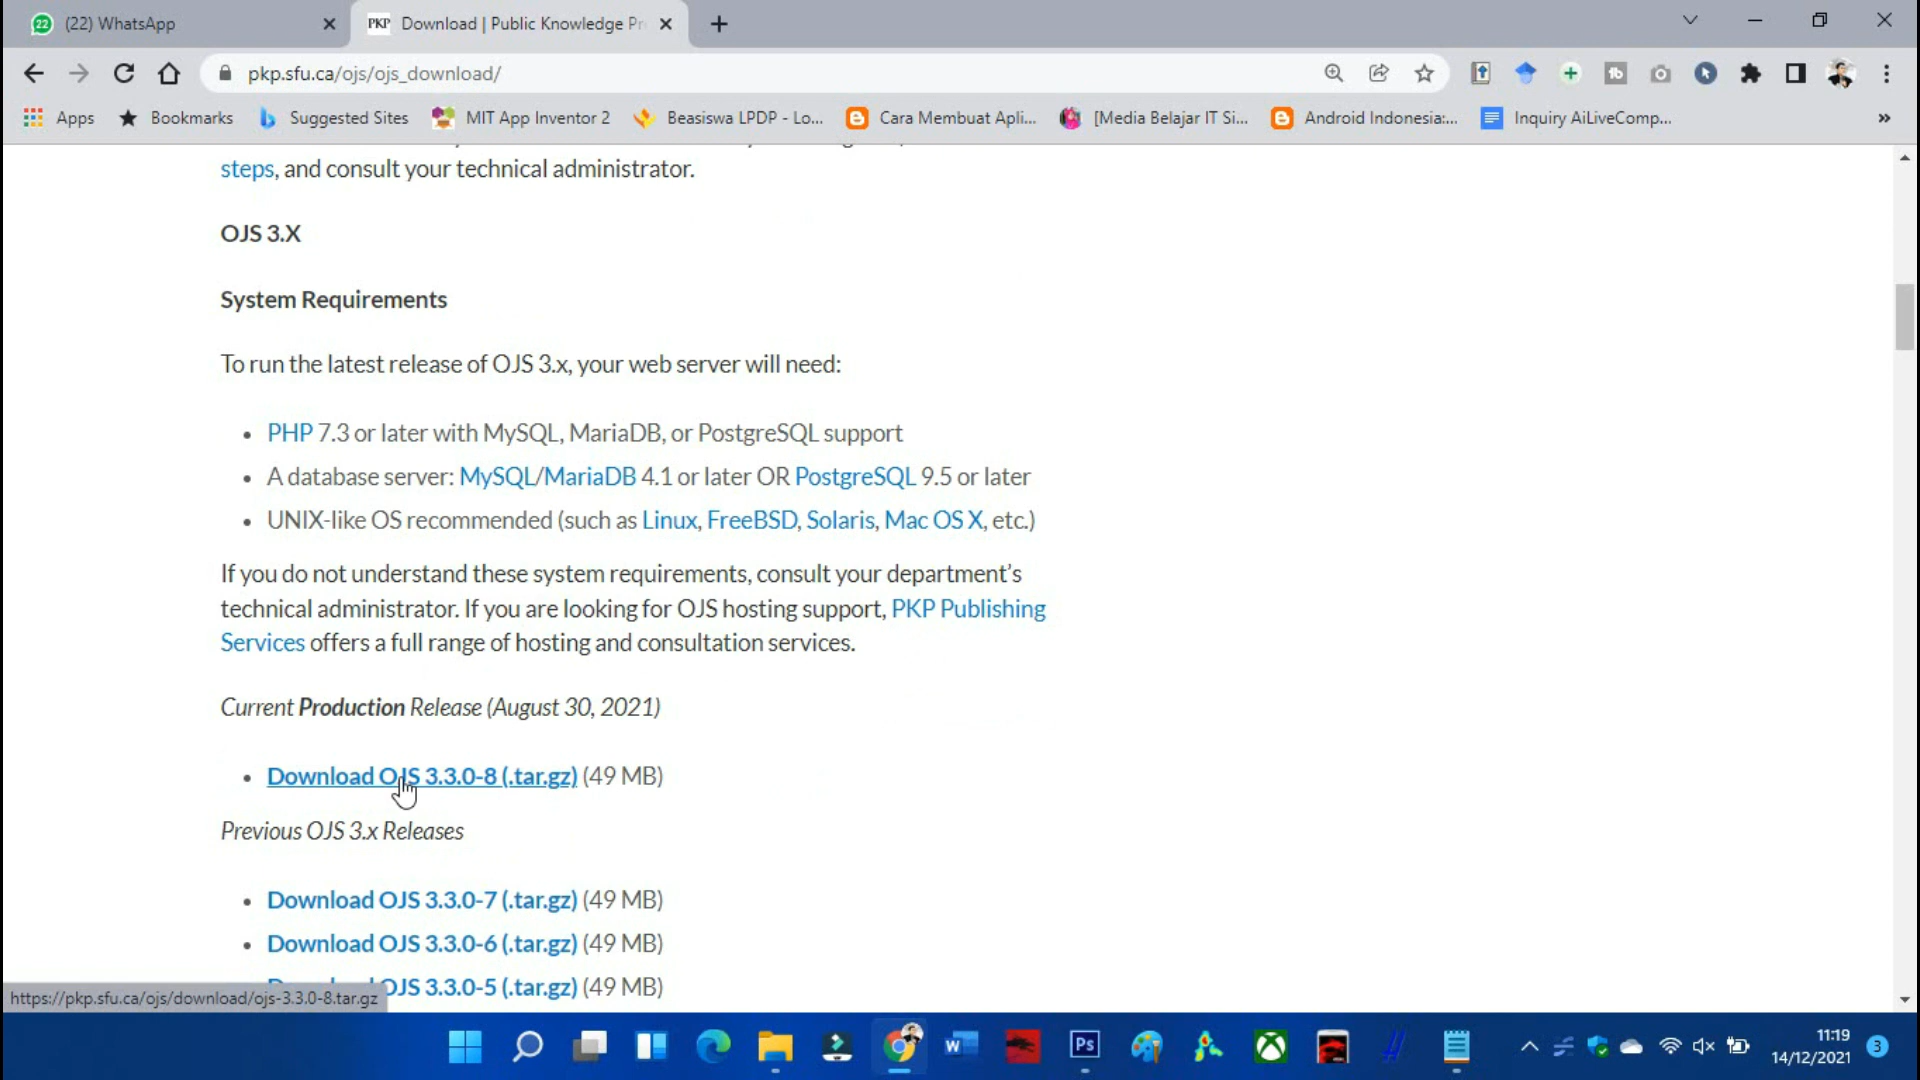 22 (22) WhatsApp
PKP Download | Public Knowledge Pr
pkp.sfu.ca/ojs/ojs_download/
Apps Bookmarks Suggested Sites MIT App Inventor 2 Beasiswa LPDP - Lo... Cara Membuat Apli... [Media Belajar IT Si... Android Indonesia:... Inquiry AiLiveComp... »
steps, and consult your technical administrator.
OJS 3.X
System Requirements
To run the latest release of OJS 3.x, your web server will need:
• PHP 7.3 or later with MySQL, MariaDB, or PostgreSQL support
• A database server: MySQL/MariaDB 4.1 or later OR PostgreSQL 9.5 or later
• UNIX-like OS recommended (such as Linux, FreeBSD, Solaris, Mac OS X, etc.)
If you do not understand these system requirements, consult your department’s
technical administrator. If you are looking for OJS hosting support, PKP Publishing
Services offers a full range of hosting and consultation services.
Current Production Release (August 30, 2021)
• Download OJS 3.3.0-8 (.tar.gz) (49 MB)
Previous OJS 3.x Releases
• Download OJS 3.3.0-7 (.tar.gz) (49 MB)
• Download OJS 3.3.0-6 (.tar.gz) (49 MB)
OJS 3.3.0-5 (.tar.gz) (49 MB)
https://pkp.sfu.ca/ojs/download/ojs-3.3.0-8.tar.gz
W Ps 11:19
14/12/2021 3